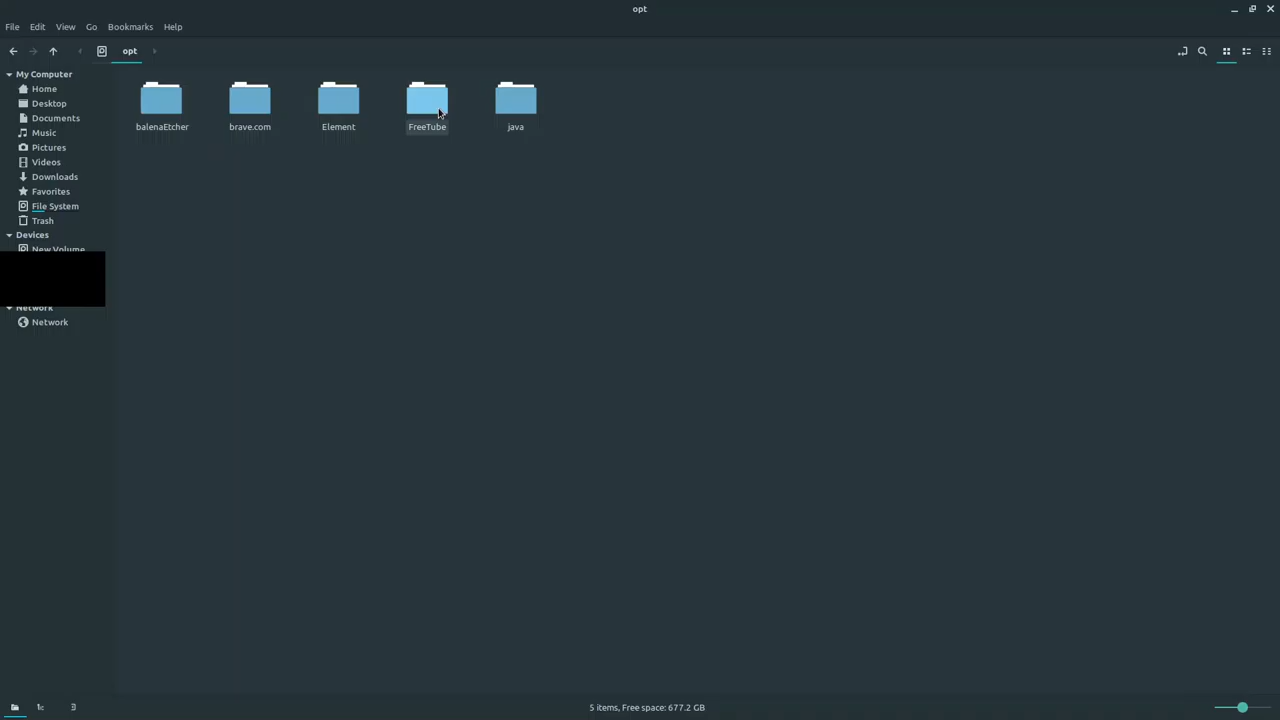 opt
File Edit View Go Bookmarks Help
opt
My Computer
Home
Desktop
Documents
Music
Pictures
Videos
Downloads
Favorites
File System
Trash
Devices
New Volume
Network
Network
balenaEtcher brave.com Element FreeTube java
5 items, Free space: 677.2 GB